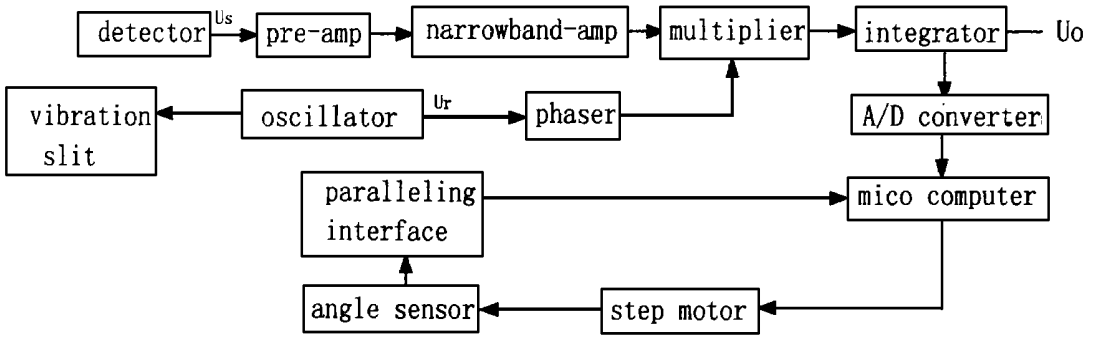 Us
detector
pre-amp
narrowband-amp
multiplier
integrator
Uo
vibration
slit
oscillator
Ur
phaser
A/D converter
paralleling
interface
mico computer
angle sensor
step motor